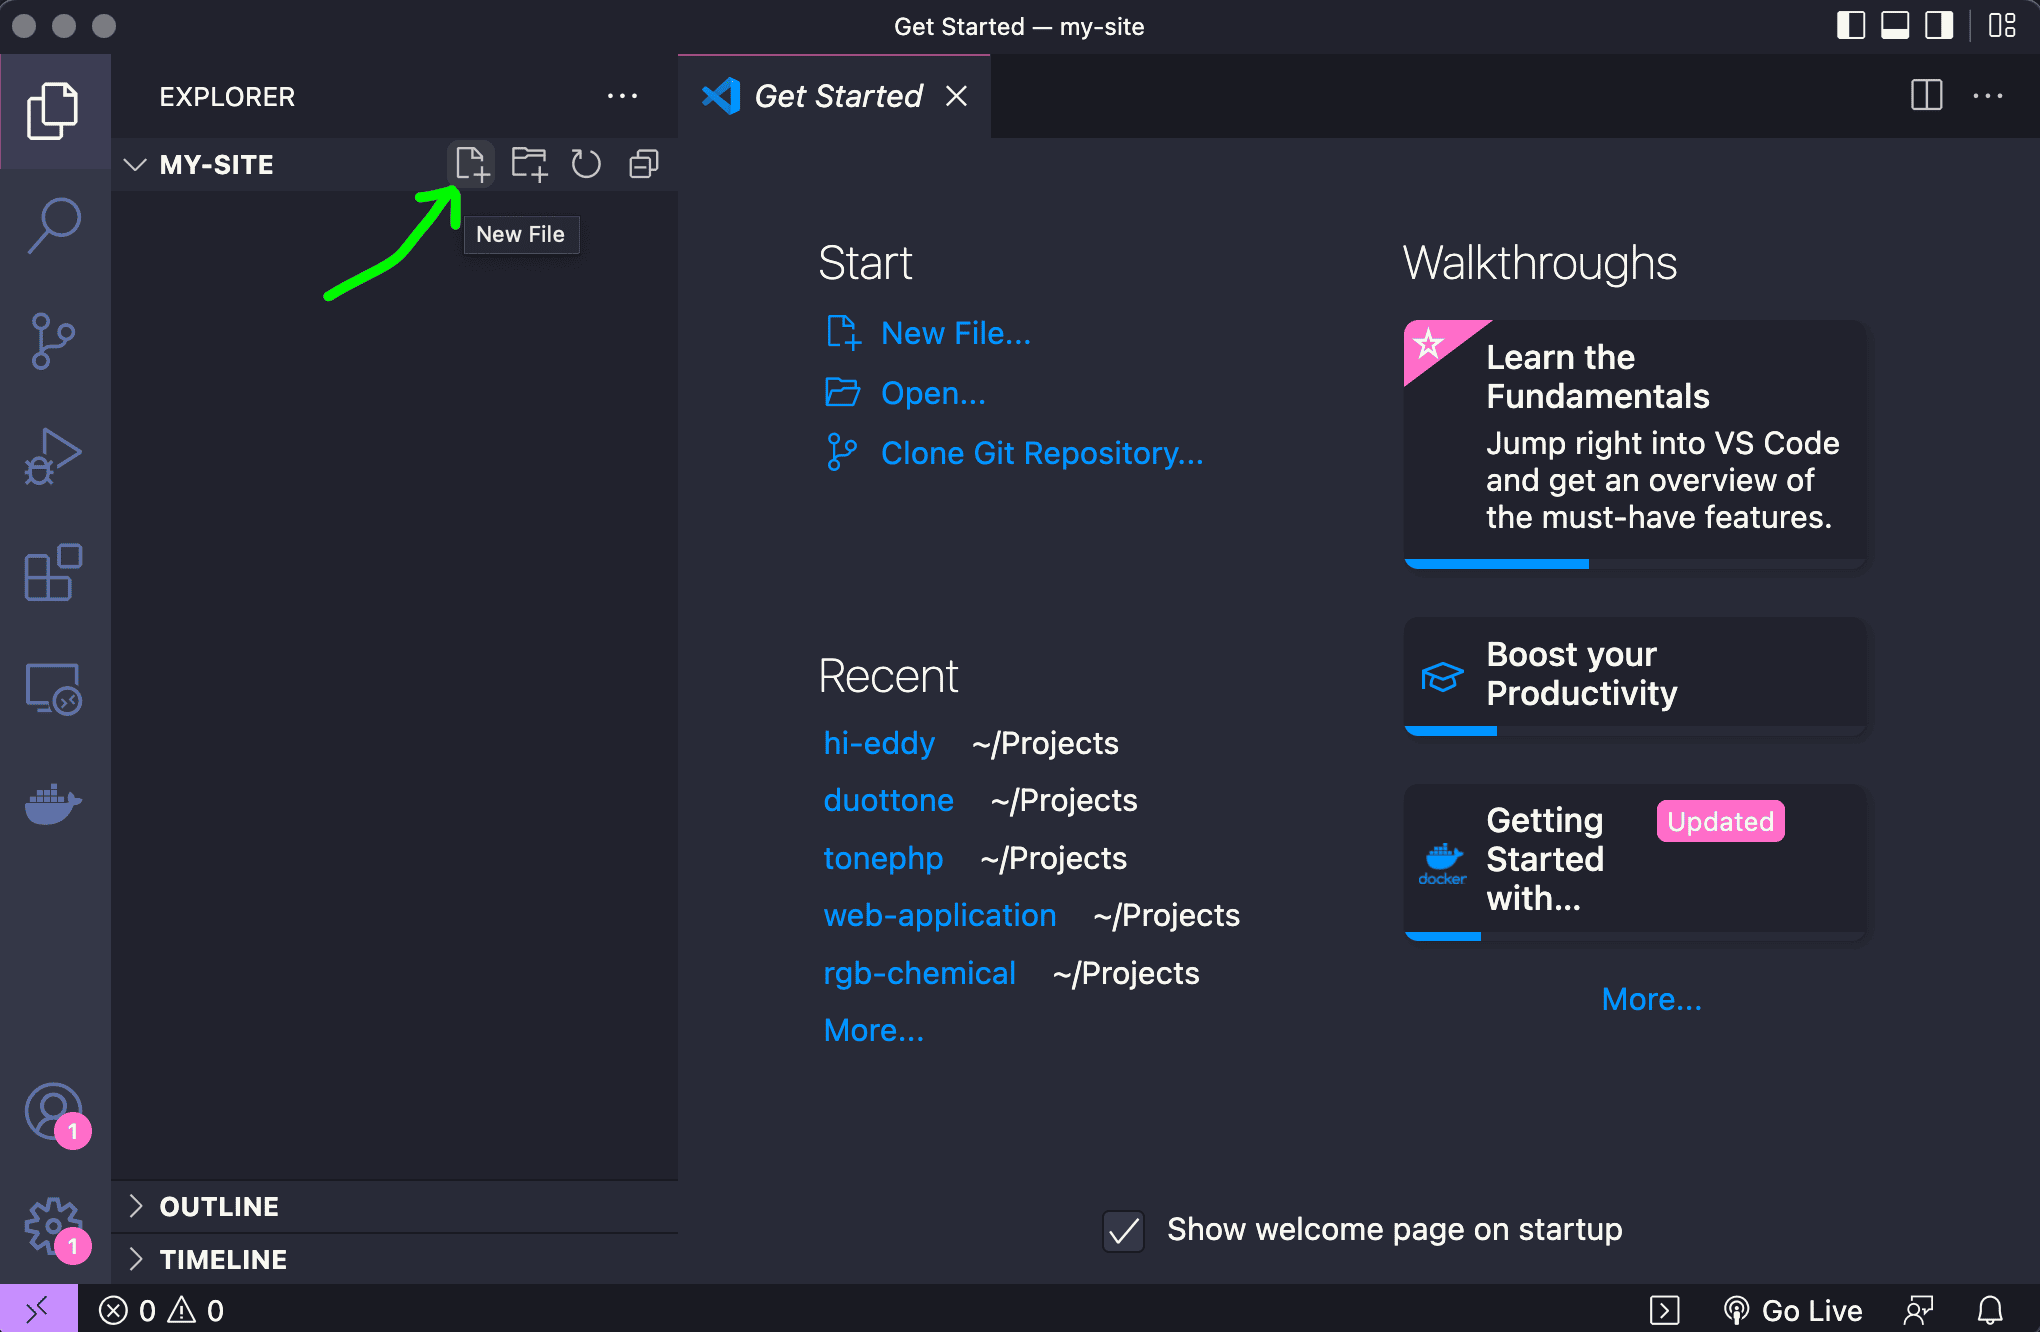 Get Started — my-site
EXPLORER
Get Started
MY-SITE
New File
Start
New File...
Open...
Clone Git Repository...
Recent
hi-eddy ~/Projects
duottone ~/Projects
tonephp ~/Projects
web-application ~/Projects
rgb-chemical ~/Projects
More...
Walkthroughs
Learn the
Fundamentals
Jump right into VS Code
and get an overview of
the must-have features.
Boost your
Productivity
Getting
Started
with...
Updated
docker
More...
Show welcome page on startup
1
1
OUTLINE
TIMELINE
0 0
Go Live